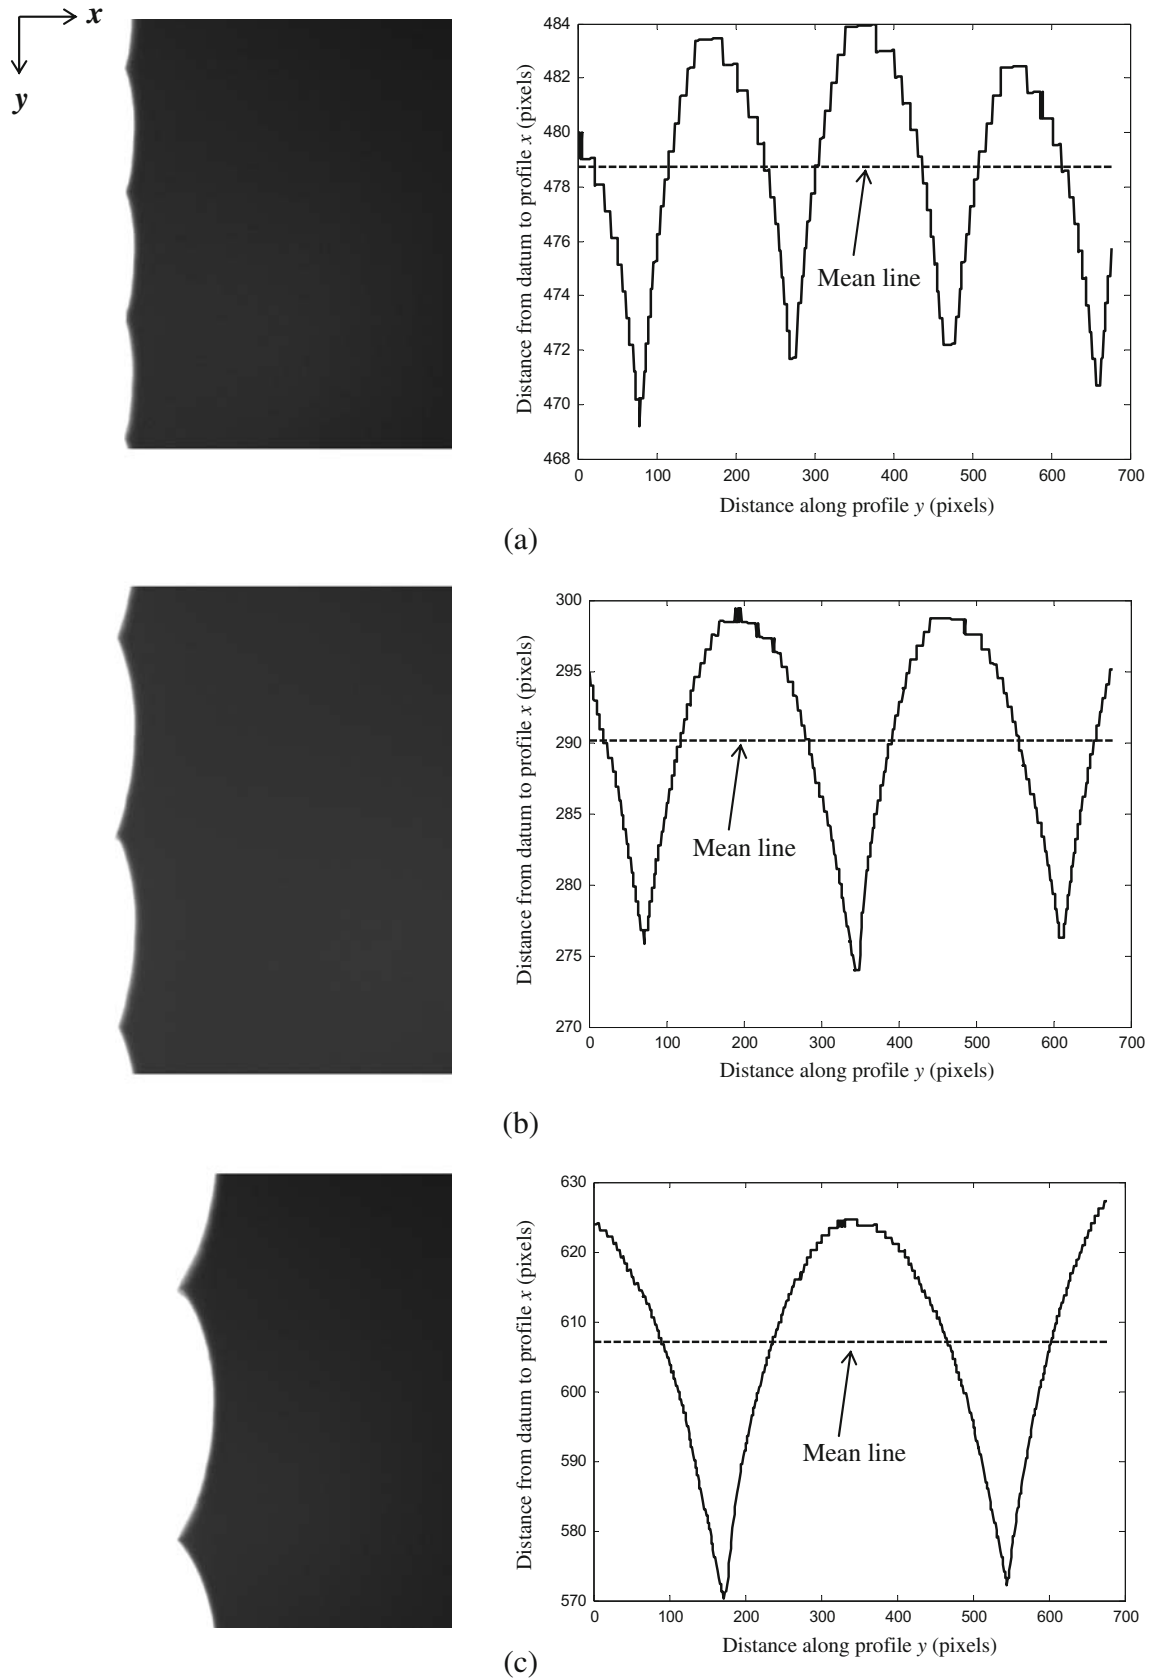 x
y
484
482
480
478
476
474
472
470
468
0 100 200 300 400 500 600 700
Distance from datum to profile x (pixels)
Mean line
Distance along profile y (pixels)
(a)
300
295
290
285
280
275
270
0 100 200 300 400 500 600 700
Distance from datum to profile x (pixels)
Mean line
Distance along profile y (pixels)
(b)
630
620
610
600
590
580
570
0 100 200 300 400 500 600 700
Distance from datum to profile x (pixels)
Mean line
Distance along profile y (pixels)
(c)